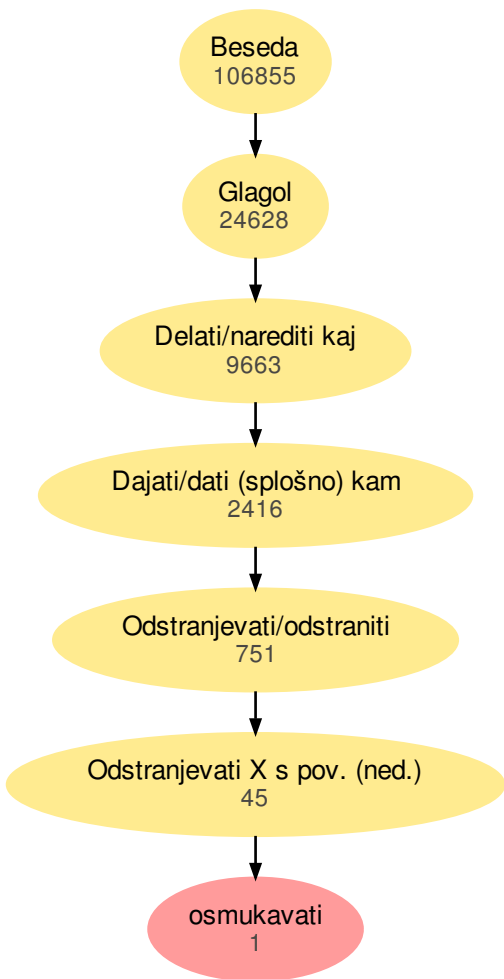 Beseda
106855
Glagol
24628
Delati/narediti kaj
9663
Dajati/dati (splošno) kam
2416
Odstranjevati/odstraniti
751
Odstranjevati X s pov. (ned.)
45
osmukavati
1